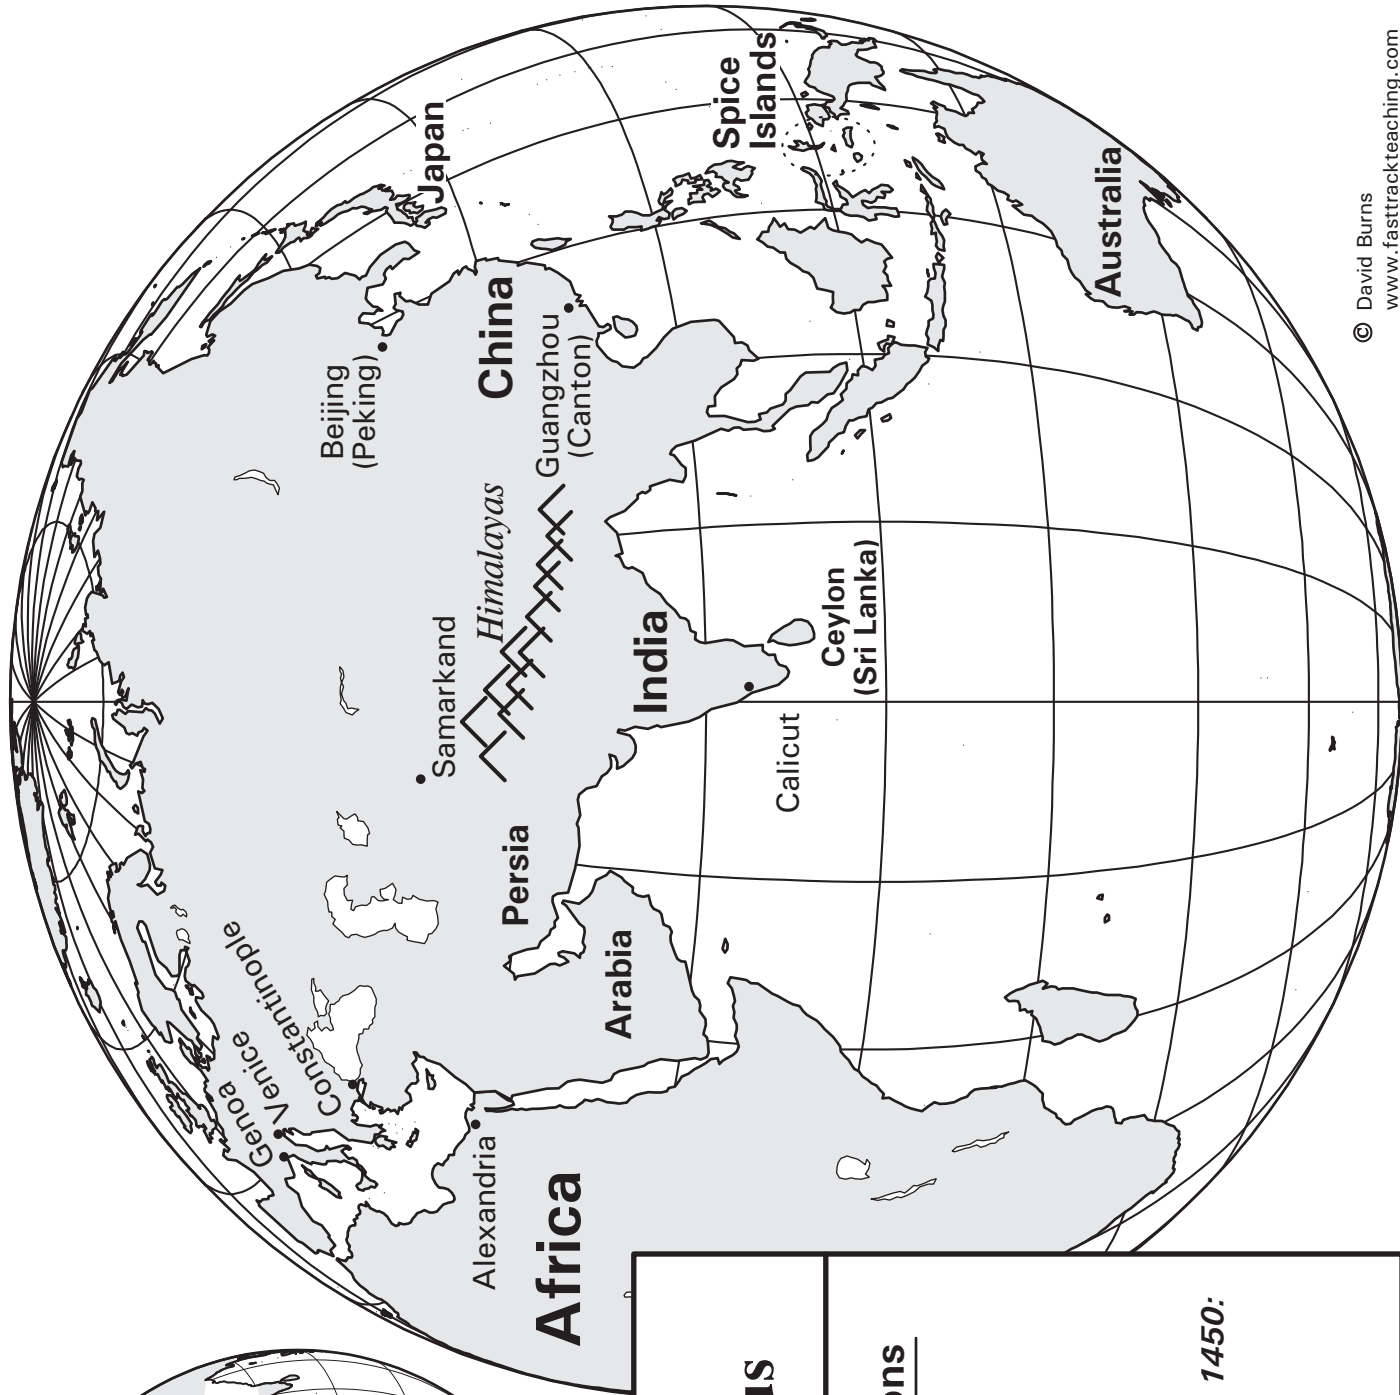 Japan
Spice
Islands
Beijing
(Peking)
China
Guangzhou
(Canton)
Himalayas
Samarkand
India
Ceylon
(Sri Lanka)
Calicut
Australia
Persia
Arabia
Genoa
Venice
Constantinople
Alexandria
Africa
us
ons
1450:
© David Burns
www.fasttrackteaching.com